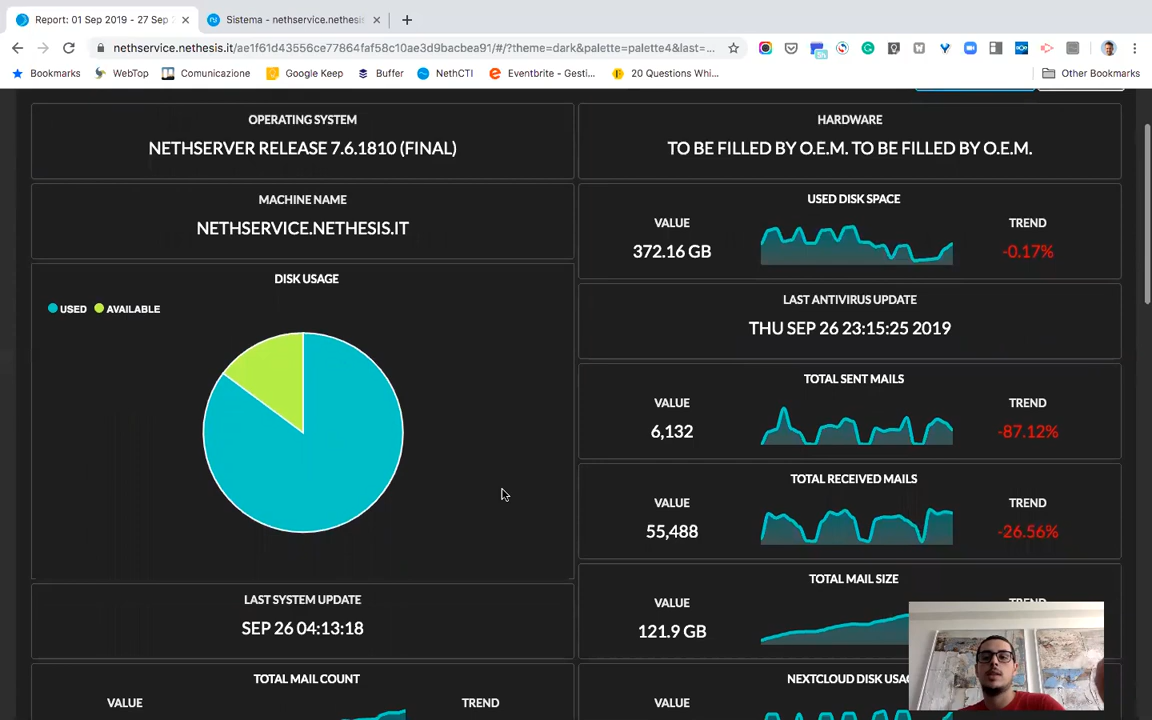 Report: 01 Sep 2019 - 27 Sep
Sistema - nethservice.nethesis
nethservice.nethesis.it/ae1f61d43556ce77864faf58c10ae3d9bacbea91/#/?theme=dark&palette=palette4&last=...
Bookmarks
WebTop
Comunicazione
Google Keep
Buffer
NethCTI
Eventbrite - Gesti...
20 Questions Whi...
Other Bookmarks
OPERATING SYSTEM
NETHSERVER RELEASE 7.6.1810 (FINAL)
MACHINE NAME
NETHSERVICE.NETHESIS.IT
DISK USAGE
USED AVAILABLE
LAST SYSTEM UPDATE
SEP 26 04:13:18
TOTAL MAIL COUNT
VALUE
TREND
HARDWARE
TO BE FILLED BY O.E.M. TO BE FILLED BY O.E.M.
USED DISK SPACE
VALUE
TREND
372.16 GB
-0.17%
LAST ANTIVIRUS UPDATE
THU SEP 26 23:15:25 2019
TOTAL SENT MAILS
VALUE
TREND
6,132
-87.12%
TOTAL RECEIVED MAILS
VALUE
TREND
55,488
-26.56%
TOTAL MAIL SIZE
VALUE
TREND
121.9 GB
NEXTCLOUD DISK
VALUE